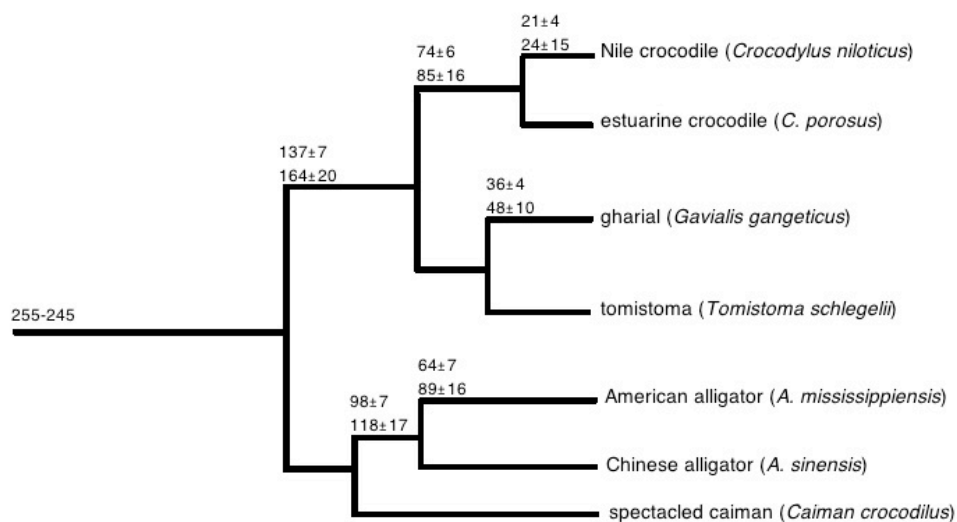 21±4
24±15
Nile crocodile (Crocodylus niloticus)
74±6
85±16
estuarine crocodile (C. porosus)
137±7
164±20
36±4
48±10
gharial (Gavialis gangeticus)
255-245
tomistoma (Tomistoma schlegelii)
64±7
89±16
American alligator (A. mississippiensis)
98±7
118±17
Chinese alligator (A. sinensis)
spectacled caiman (Caiman crocodilus)